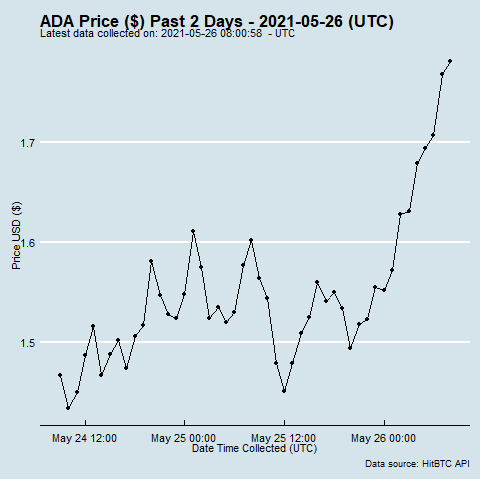 ADA Price ($) Past 2 Days - 2021-05-26 (UTC)
Latest data collected on: 2021-05-26 08:00:58  - UTC
1.7
1.6
1.5
Price USD ($)
May 24 12:00
May 25 00:00
May 25 12:00
May 26 00:00
Date Time Collected (UTC)
Data source: HitBTC API